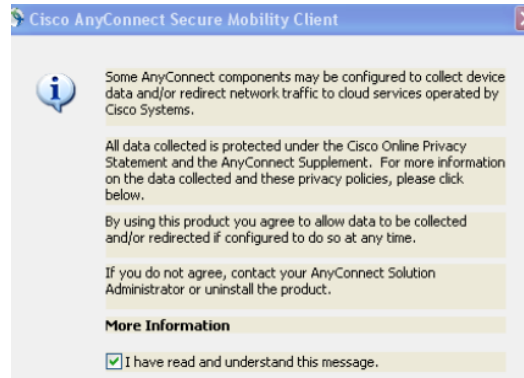 Cisco AnyConnect Secure Mobility Client
Some AnyConnect components may be configured to collect device
data and/or redirect network traffic to cloud services operated by
Cisco Systems.
All data collected is protected under the Cisco Online Privacy
Statement and the AnyConnect Supplement. For more information
on the data collected and these privacy policies, please click
below.
By using this product you agree to allow data to be collected
and/or redirected if configured to do so at any time.
If you do not agree, contact your AnyConnect Solution
Administrator or uninstall the product.
More Information
I have read and understand this message.